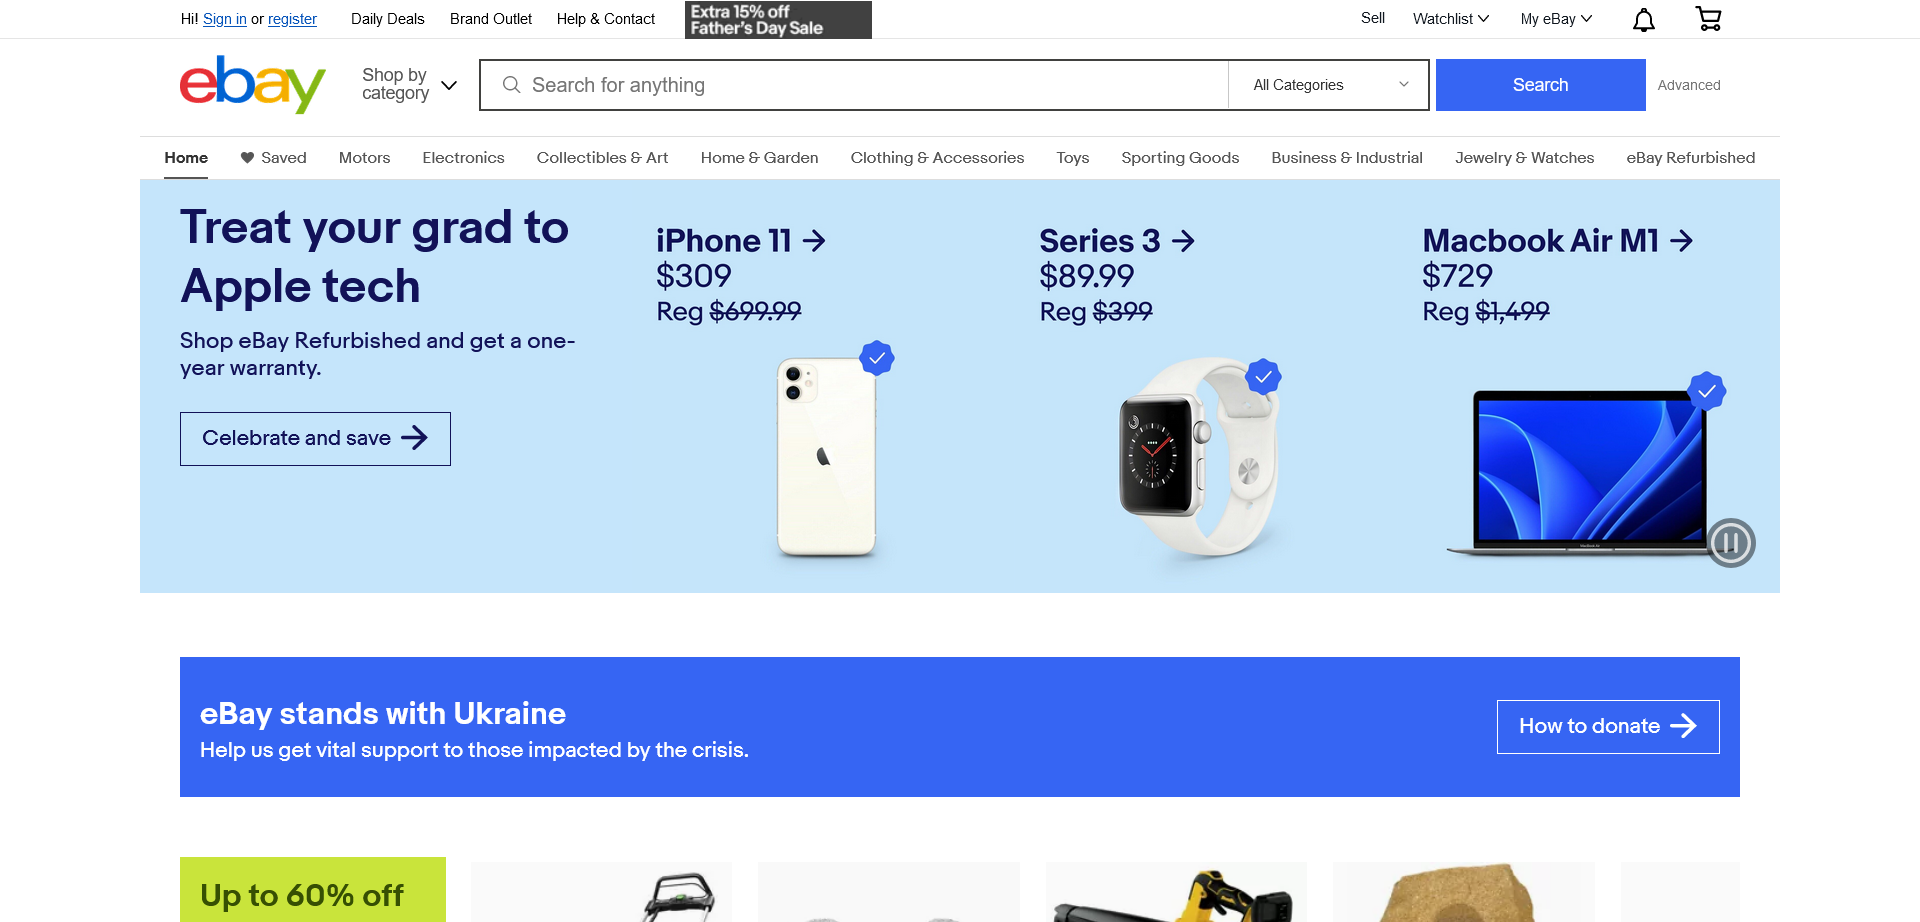 Hi! Sign in or register
Daily Deals
Brand Outlet
Help & Contact
Extra 15% off
Father's Day Sale
Sell
Watchlist
My eBay
ebay
Shop by
category
Search for anything
All Categories
Search
Advanced
Home
Saved
Motors
Electronics
Collectibles & Art
Home & Garden
Clothing & Accessories
Toys
Sporting Goods
Business & Industrial
Jewelry & Watches
eBay Refurbished
Treat your grad to
Apple tech
Shop eBay Refurbished and get a one-
year warranty.
Celebrate and save
iPhone 11
$309
Reg $699.99
Series 3
$89.99
Reg $399
Macbook Air M1
$729
Reg $1,499
eBay stands with Ukraine
Help us get vital support to those impacted by the crisis.
How to donate
Up to 60% off